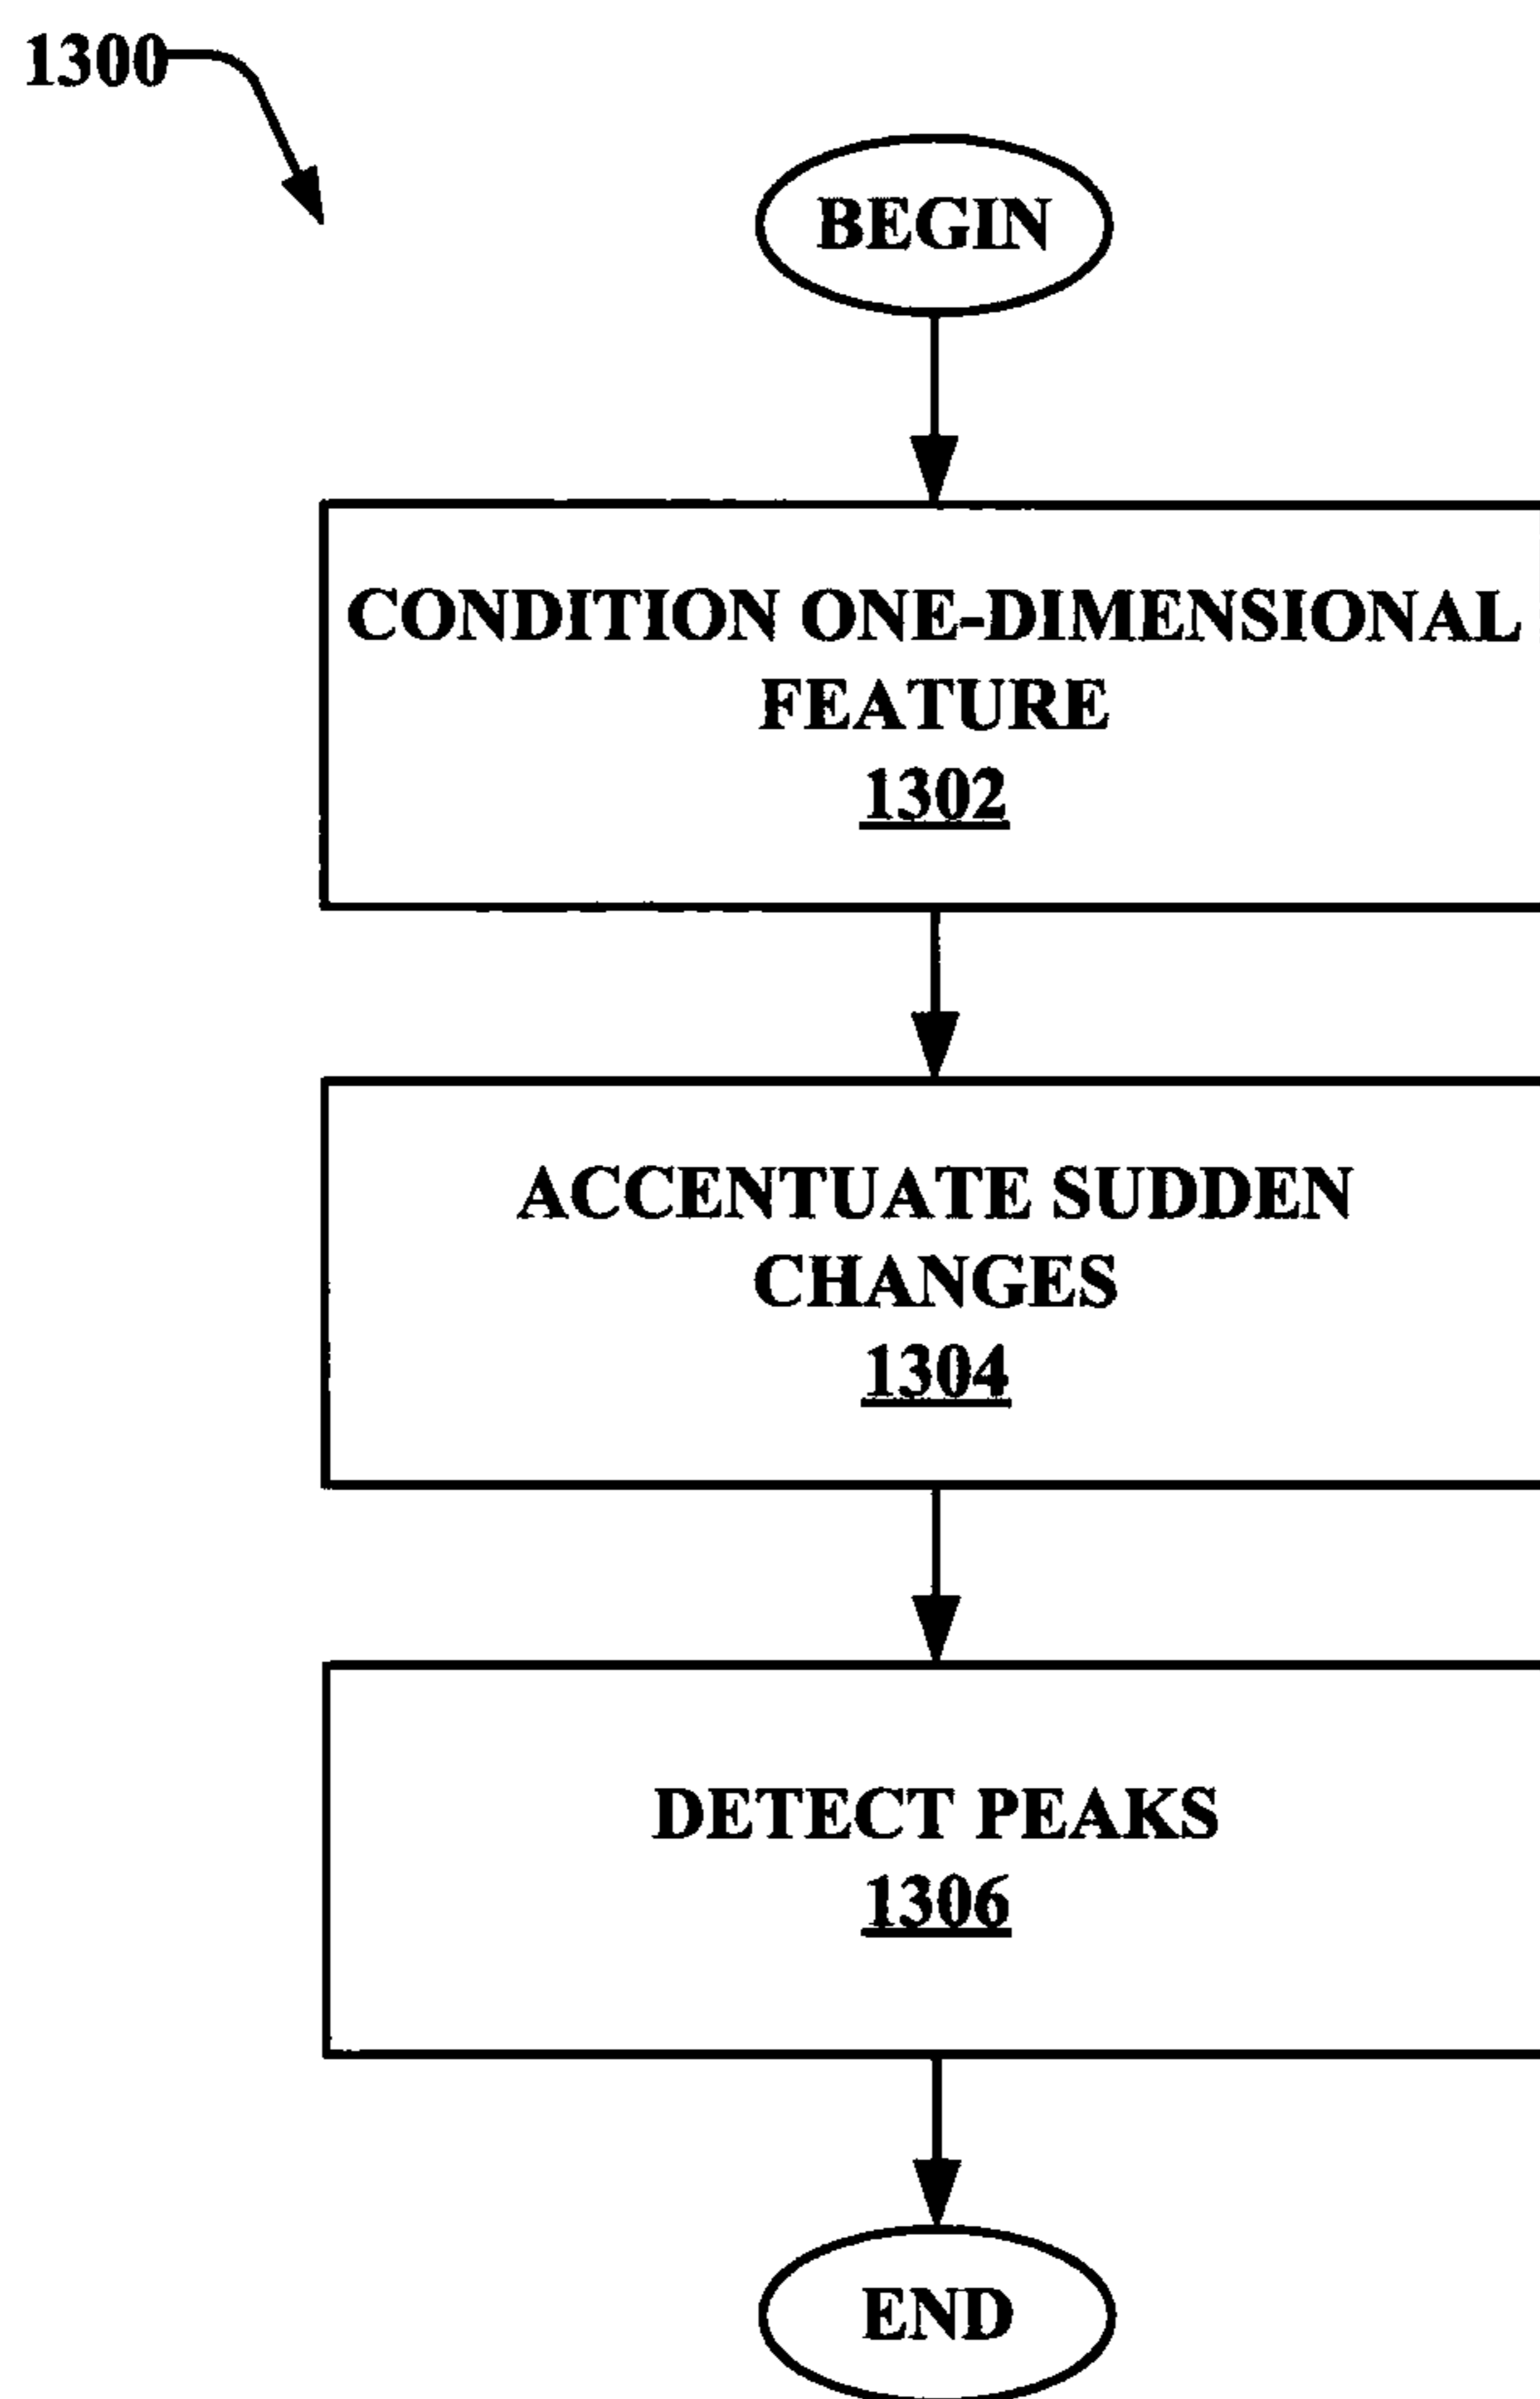 1300
BEGIN
CONDITION ONE-DIMENSIONAL
FEATURE
1302
ACCENTUATE SUDDEN
CHANGES
1304
DETECT PEAKS
1306
END